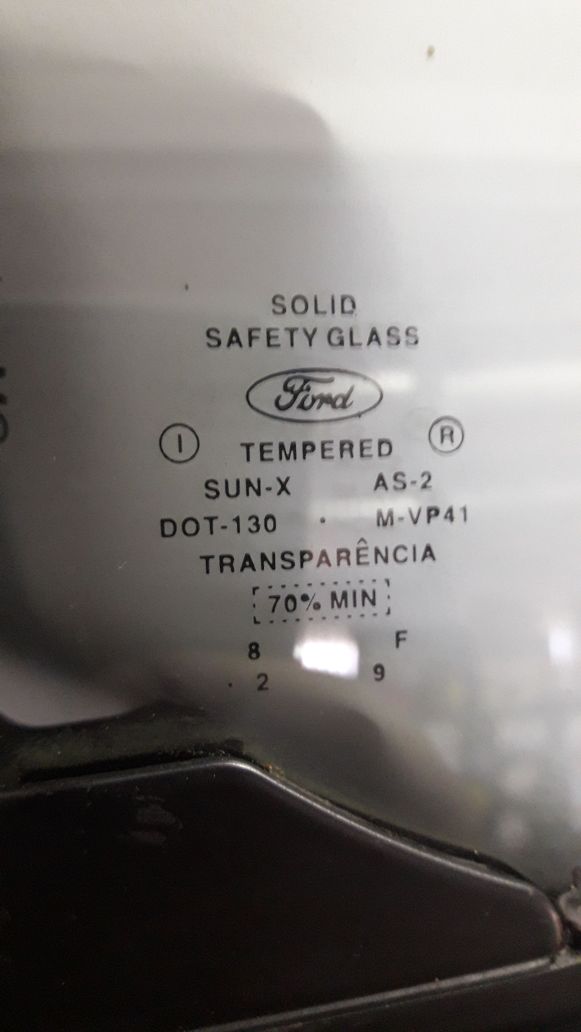 SOLID
SAFETY GLASS
Ford
I TEMPERED R
SUN-X AS-2
DOT-130 · M-VP41
TRANSPARÊNCIA
70% MIN
8 F
. 2 9